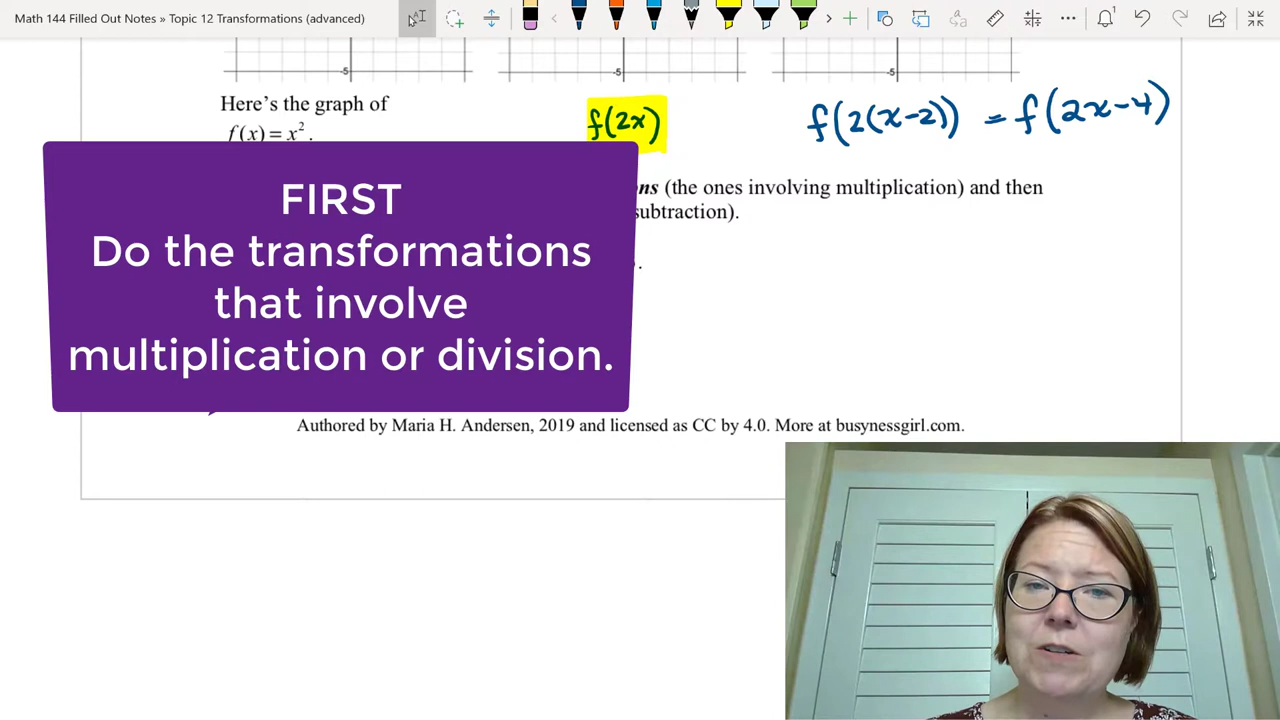 Math 144 Filled Out Notes » Topic 12 Transformations (advanced)
-5
-5
-5
Here's the graph of
f(x) = x².
f(2x)
f(2(x-2)) = f(2x-4)
(the ones involving multiplication) and then
subtraction).
FIRST
Do the transformations
that involve
multiplication or division.
Authored by Maria H. Andersen, 2019 and licensed as CC by 4.0. More at busynessgirl.com.